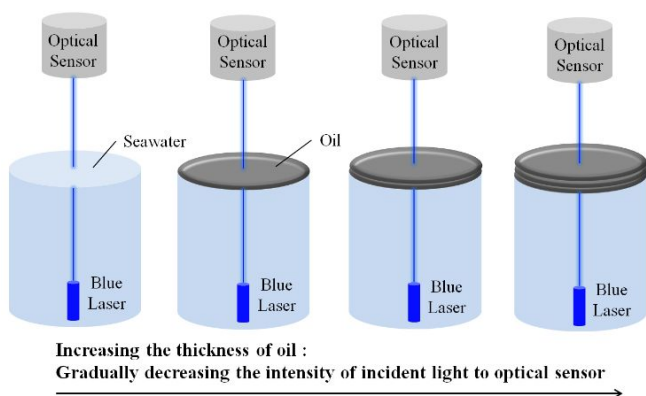 Optical
Sensor
Optical
Sensor
Optical
Sensor
Optical
Sensor
Seawater
Oil
Blue
Laser
Blue
Laser
Blue
Laser
Blue
Laser
Increasing the thickness of oil :
Gradually decreasing the intensity of incident light to optical sensor